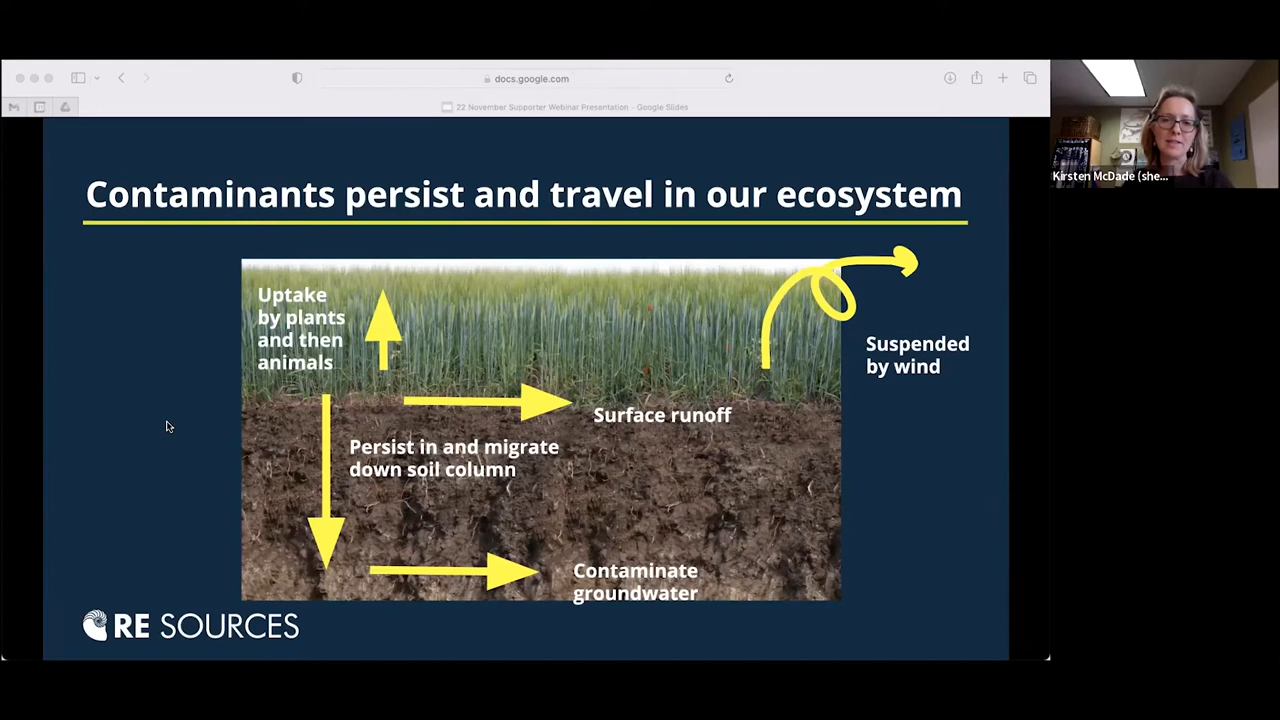 docs.google.com
22 November Supporter Webinar Presentation - Google Slides
Kirsten McDade (she...
Contaminants persist and travel in our ecosystem
Uptake
by plants
and then
animals
Suspended
by wind
Surface runoff
Persist in and migrate
down soil column
Contaminate
groundwater
RE SOURCES